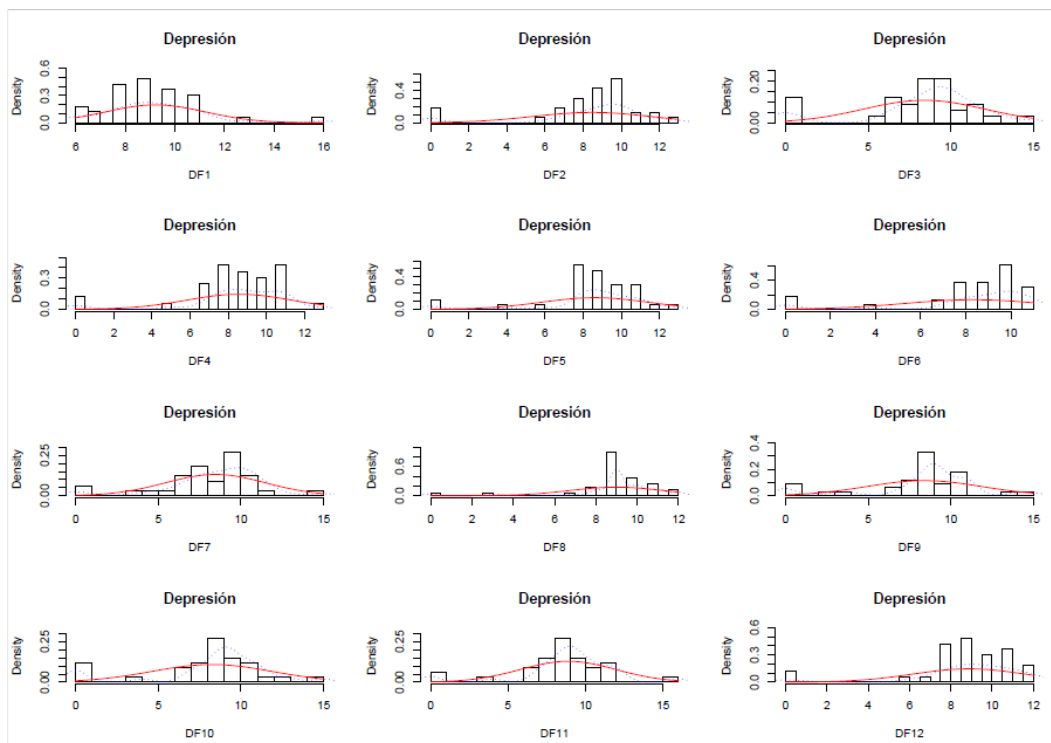 Depresión
Density
0.0 0.3 0.6
6 8 10 12 14 16
DF1
Depresión
Density
0.0 0.4
0 2 4 6 8 10 12
DF2
Depresión
Density
0.00 0.20
0 5 10 15
DF3
Depresión
Density
0.0 0.3
0 2 4 6 8 10 12
DF4
Depresión
Density
0.0 0.4
0 2 4 6 8 10 12
DF5
Depresión
Density
0.0 0.4
0 2 4 6 8 10
DF6
Depresión
Density
0.00 0.25
0 5 10 15
DF7
Depresión
Density
0.0 0.6
0 2 4 6 8 10 12
DF8
Depresión
Density
0.0 0.2 0.4
0 5 10 15
DF9
Depresión
Density
0.00 0.25
0 5 10 15
DF10
Depresión
Density
0.00 0.25
0 5 10 15
DF11
Depresión
Density
0.0 0.3 0.6
0 2 4 6 8 10 12
DF12